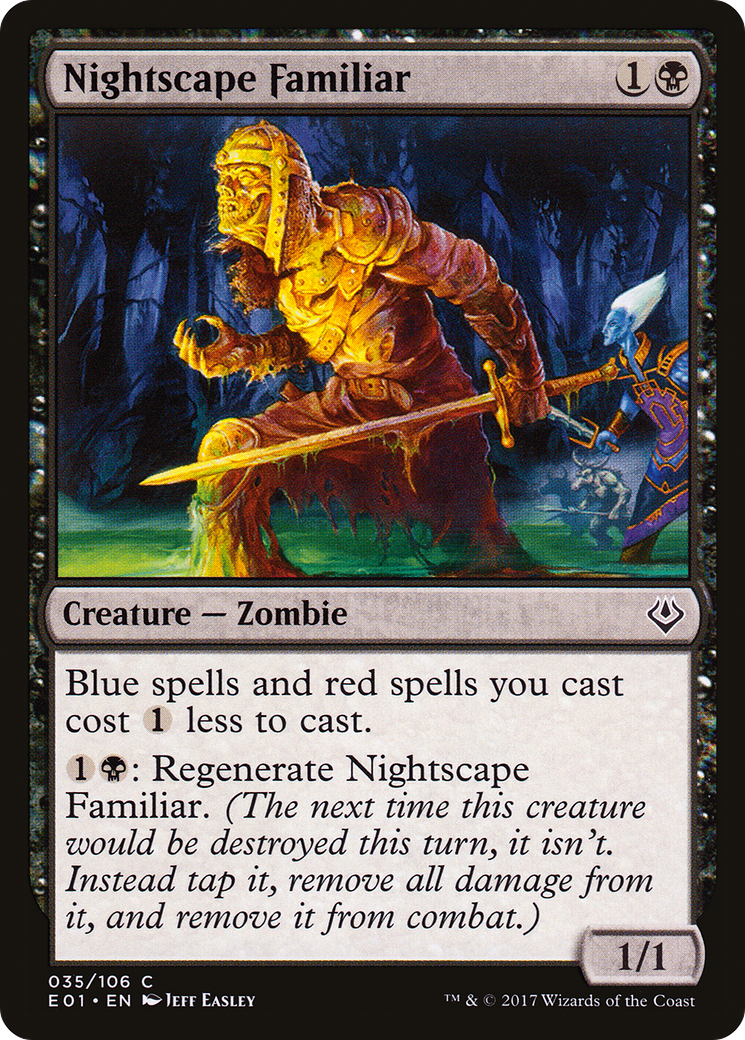 Nightscape Familiar 1
Creature — Zombie
Blue spells and red spells you cast
cost 1 less to cast.
1: Regenerate Nightscape
Familiar. (The next time this creature
would be destroyed this turn, it isn't.
Instead tap it, remove all damage from
it, and remove it from combat.)
1/1
035/106 C
E01 • EN Jeff Easley
™ & © 2017 Wizards of the Coast